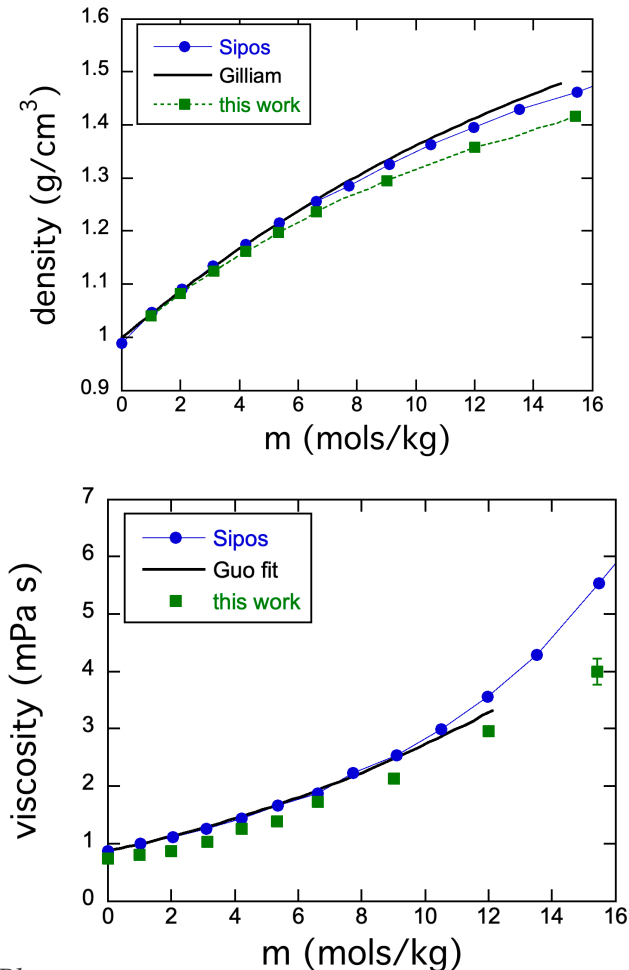 1.6
1.5
1.4
1.3
1.2
1.1
1
0.9
density (g/cm³)
Sipos
Gilliam
this work
0 2 4 6 8 10 12 14 16
m (mols/kg)
7
6
5
4
3
2
1
0
viscosity (mPa s)
Sipos
Guo fit
this work
0 2 4 6 8 10 12 14 16
m (mols/kg)